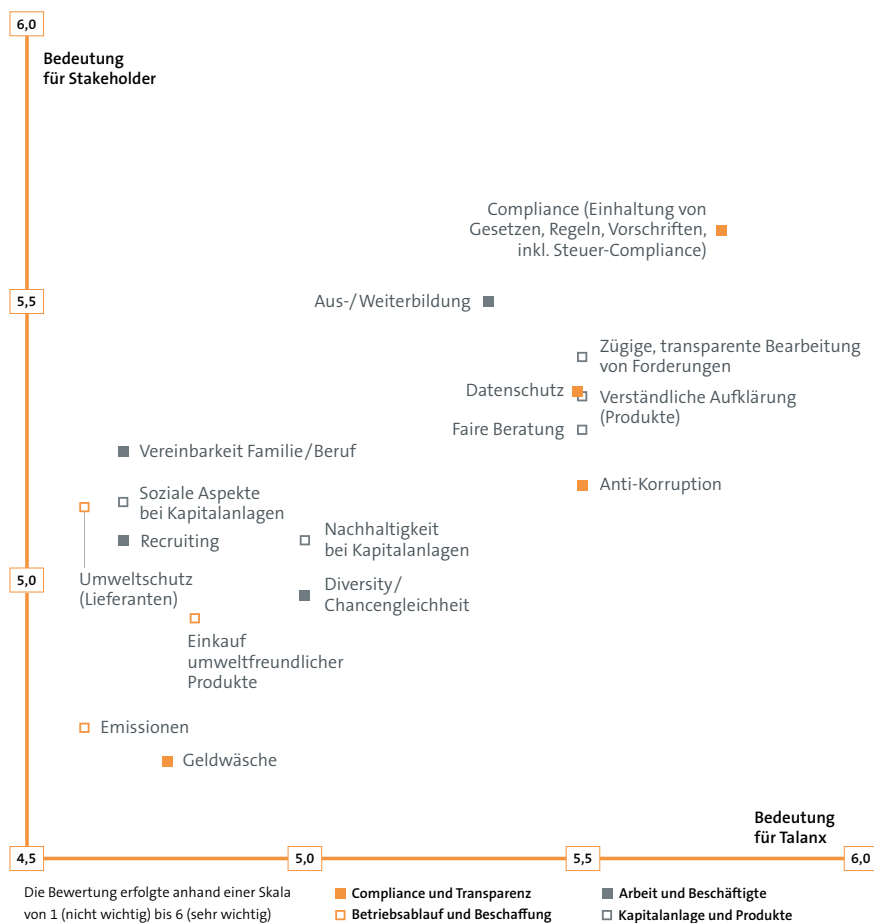 6,0
Bedeutung
für Stakeholder
Compliance (Einhaltung von
Gesetzen, Regeln, Vorschriften,
inkl. Steuer-Compliance)
5,5
Aus-/Weiterbildung
Zügige, transparente Bearbeitung
von Forderungen
Datenschutz
Verständliche Aufklärung
(Produkte)
Faire Beratung
Vereinbarkeit Familie/Beruf
Anti-Korruption
Soziale Aspekte
bei Kapitalanlagen
Recruiting
Nachhaltigkeit
bei Kapitalanlagen
5,0
Umweltschutz
(Lieferanten)
Diversity/
Chancengleichheit
Einkauf
umweltfreundlicher
Produkte
Emissionen
Geldwäsche
Bedeutung
für Talanx
4,5
5,0
5,5
6,0
Die Bewertung erfolgte anhand einer Skala
von 1 (nicht wichtig) bis 6 (sehr wichtig)
Compliance und Transparenz
Betriebsablauf und Beschaffung
Arbeit und Beschäftigte
Kapitalanlage und Produkte